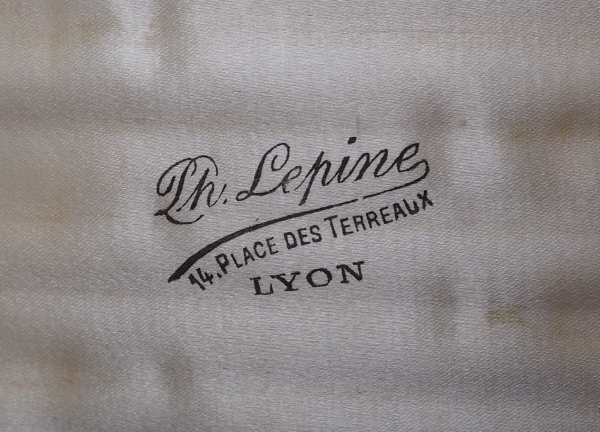 Ph. Lepine
14. PLACE DES TERREAUX
LYON